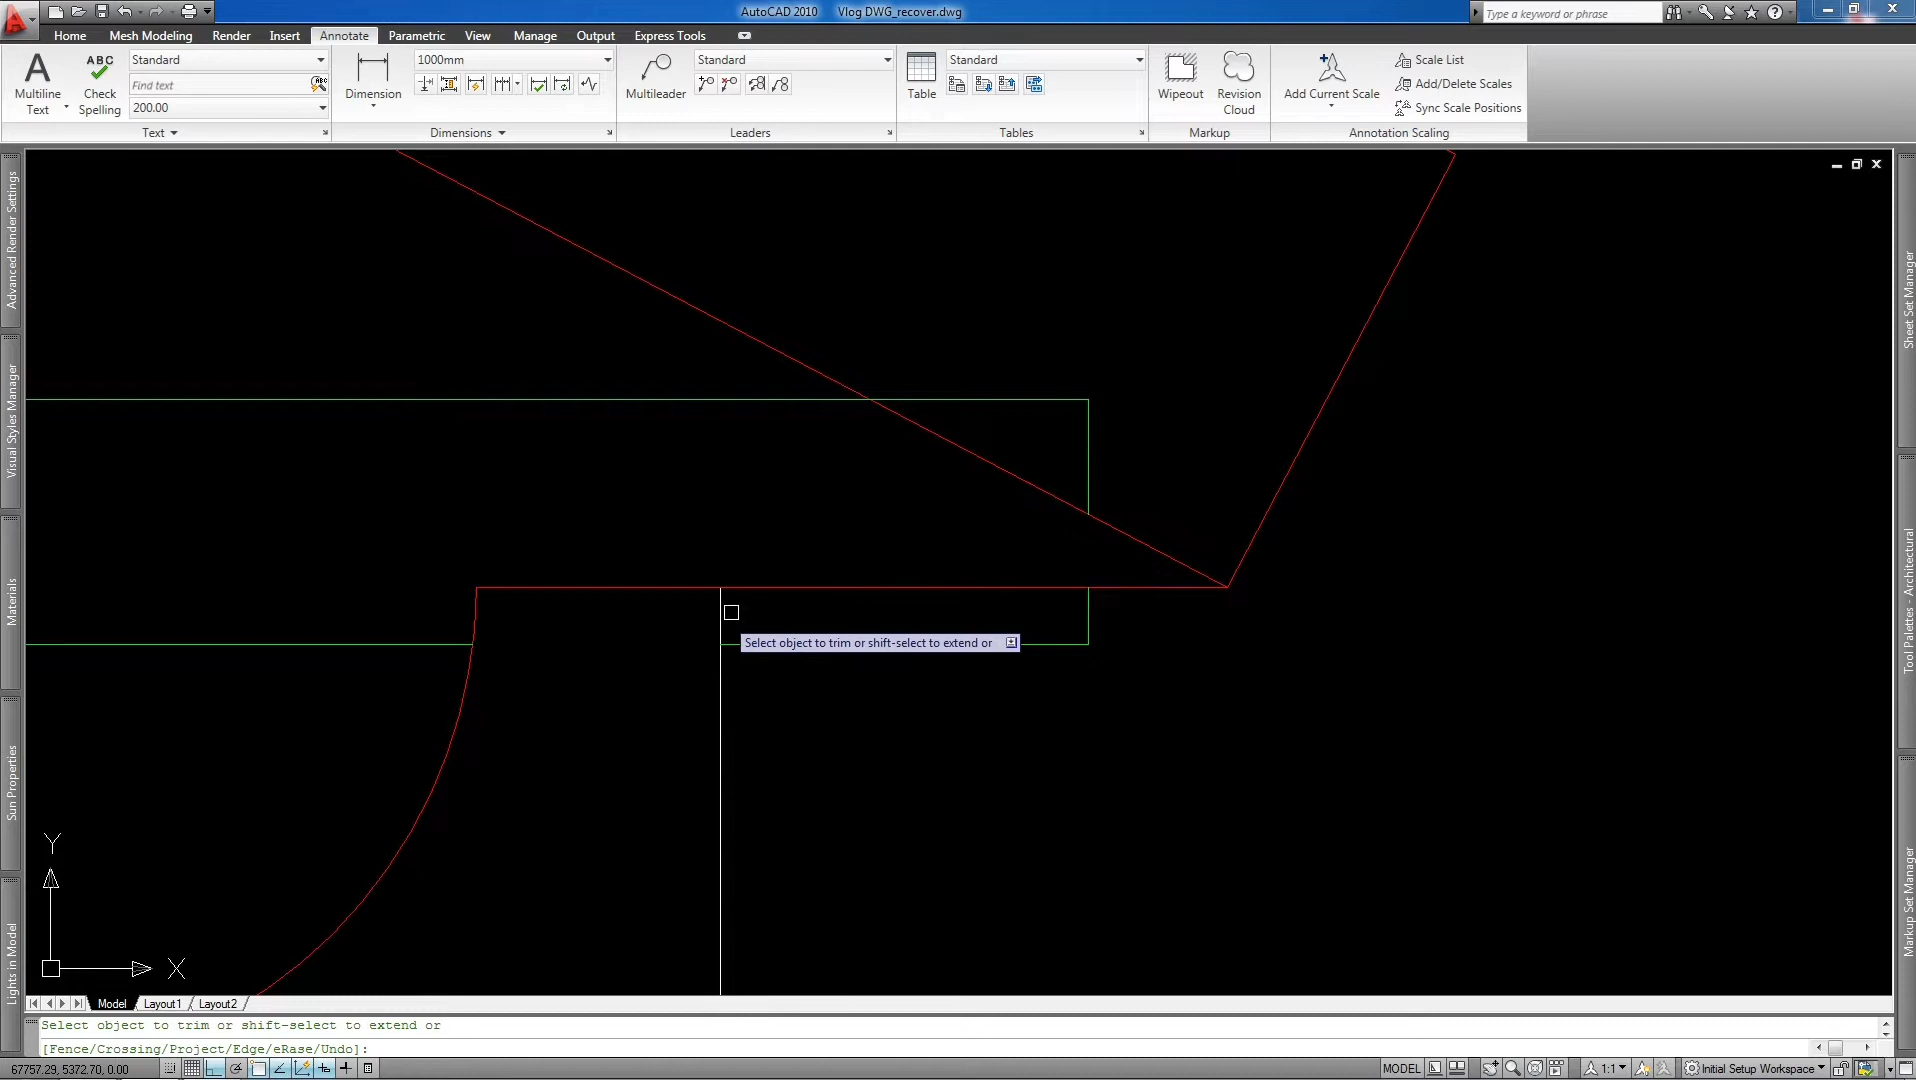 AutoCAD 2010 Vlog DWG_recover.dwg
Type a keyword or phrase
Home Mesh Modeling Render Insert Annotate Parametric View Manage Output Express Tools
Multiline
Text
ABC
Check
Spelling
Standard
Find text
200.00
Text
Dimension
1000mm
Dimensions
Multileader
Standard
Leaders
Table
Standard
Tables
Wipeout
Revision
Cloud
Markup
Add Current Scale
Scale List
Add/Delete Scales
Sync Scale Positions
Annotation Scaling
Advanced Render Settings
Visual Styles Manager
Materials
Sun Properties
Lights in Model
Sheet Set Manager
Tool Palettes - Architectural
Markup Set Manager
Select object to trim or shift-select to extend or
Y
X
Model Layout1 Layout2
Select object to trim or shift-select to extend or
[Fence/Crossing/Project/Edge/eRase/Undo]:
67757.29, 5372.70, 0.00
MODEL
1:1
Initial Setup Workspace